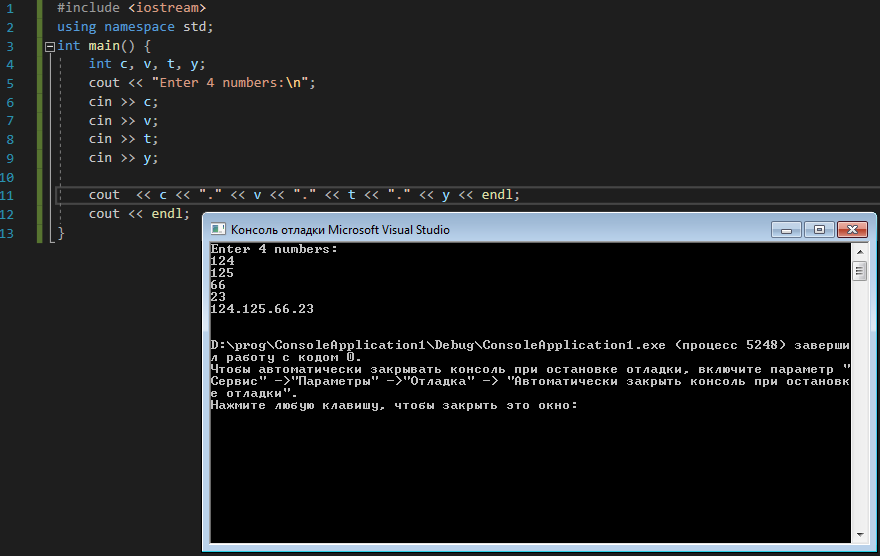 1 #include <iostream>
2 using namespace std;
3 int main() {
4 int c, v, t, y;
5 cout << "Enter 4 numbers:\n";
6 cin >> c;
7 cin >> v;
8 cin >> t;
9 cin >> y;
10
11 cout  << c << "." << v << "." << t << "." << y << endl;
12 cout << endl;
13 }
Консоль отладки Microsoft Visual Studio
Enter 4 numbers:
124
125
66
23
124.125.66.23
D:\prog\ConsoleApplication1\Debug\ConsoleApplication1.exe (процесс 5248) заверши
л работу с кодом 0.
Чтобы автоматически закрывать консоль при остановке отладки, включите параметр "
Сервис" ->"Параметры" ->"Отладка" -> "Автоматически закрыть консоль при остановк
е отладки".
Нажмите любую клавишу, чтобы закрыть это окно: